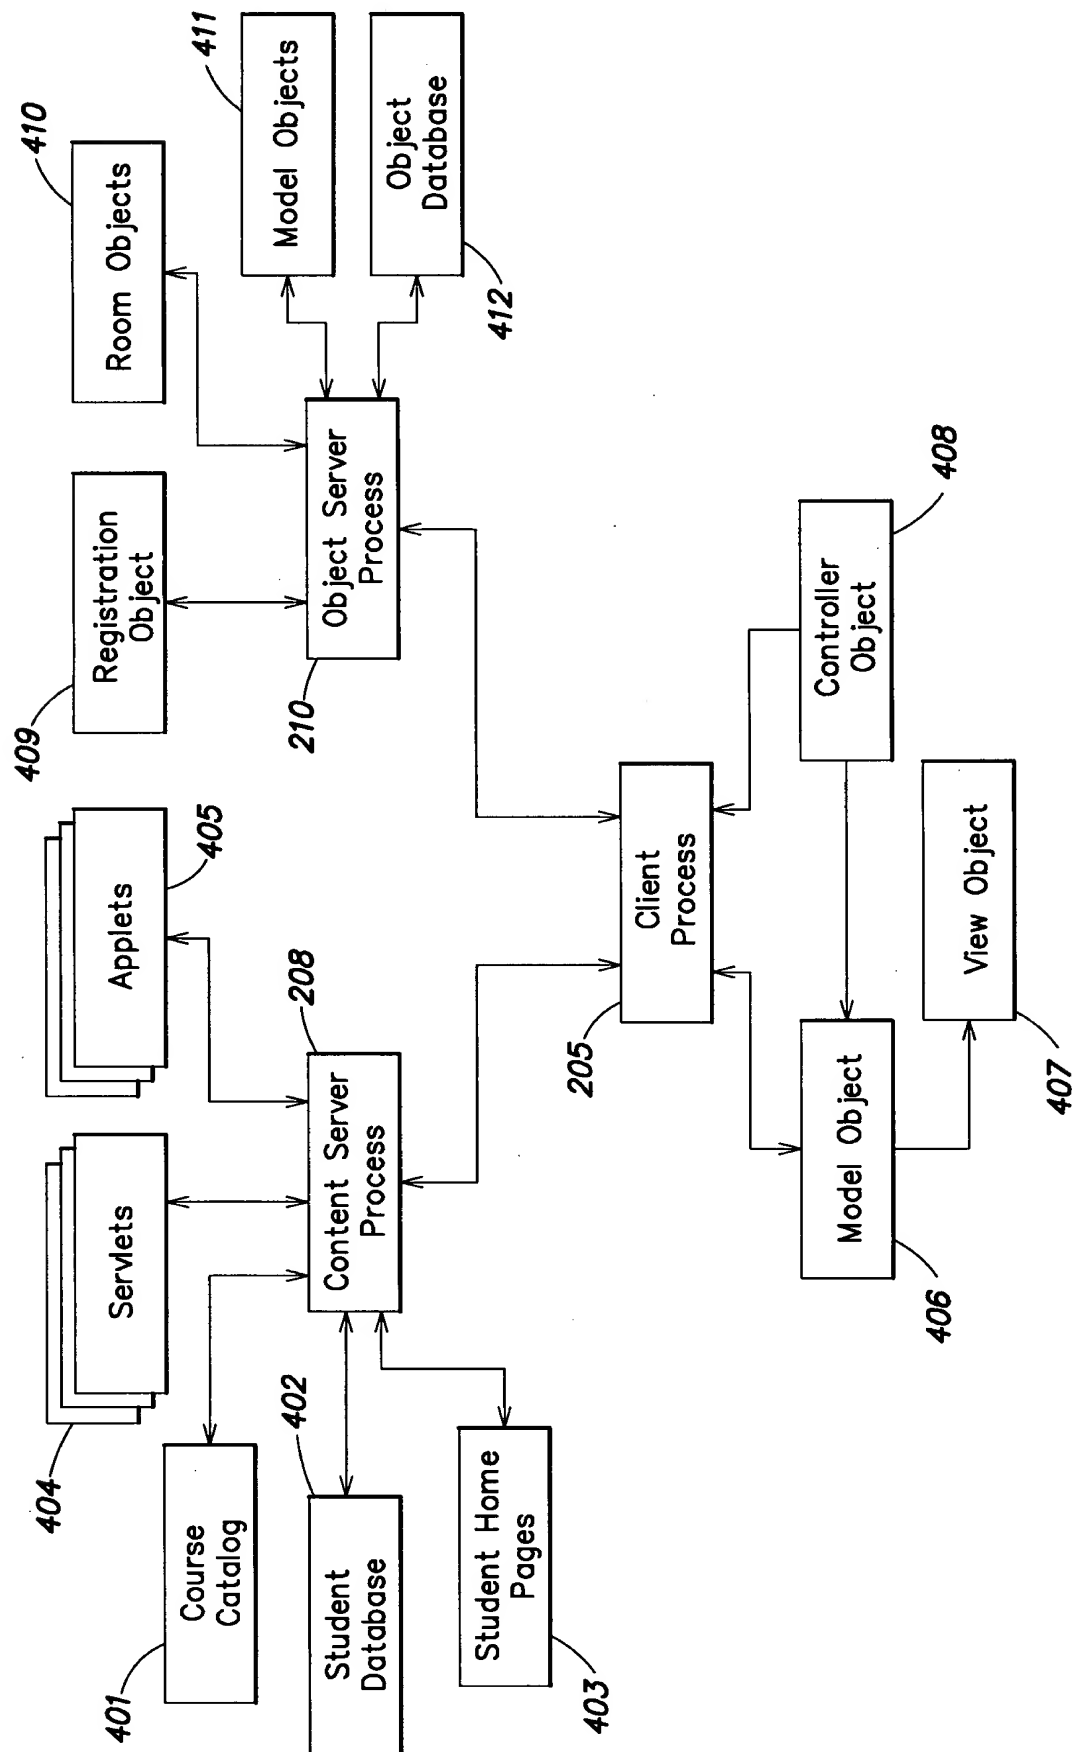 404
Servlets
Applets
405
409
Registration
Object
410
Room Objects
411
Model Objects
401
Course
Catalog
402
Student
Database
403
Student Home
Pages
Content Server
Process
208
210
Object Server
Process
Object
Database
412
205
Client
Process
406
Model Object
Controller
Object
408
View Object
407